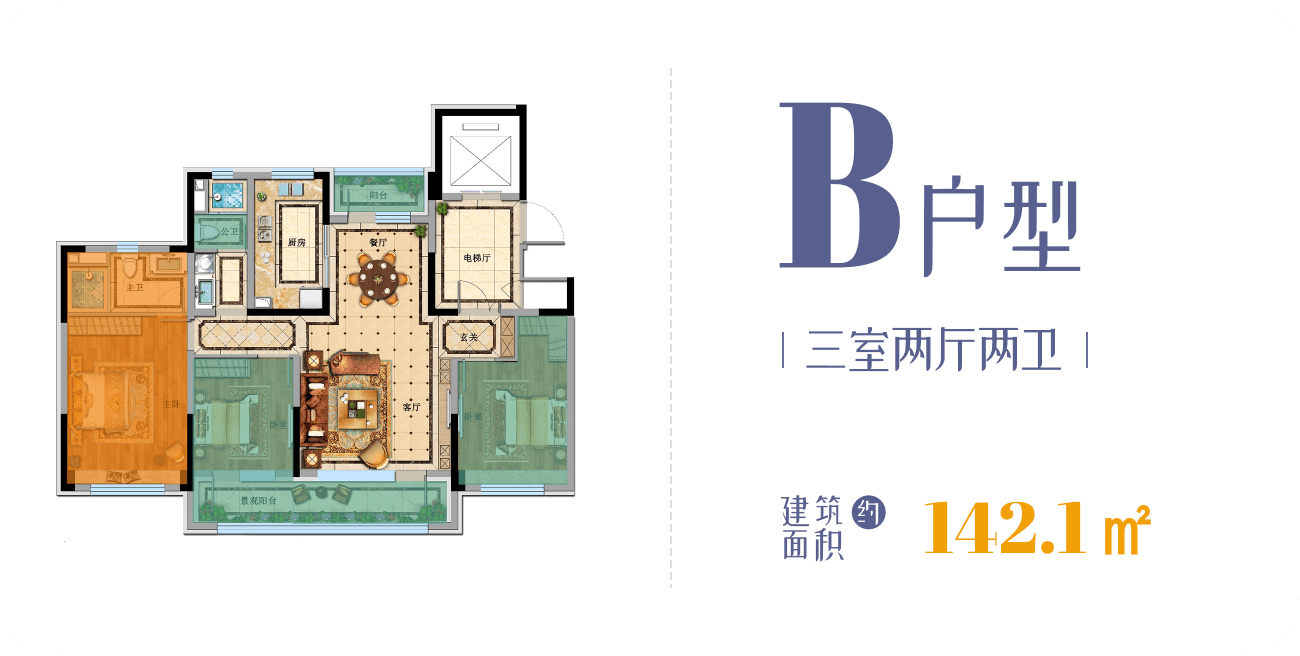 阳台
公卫
厨房
餐厅
电梯厅
主卫
玄关
主卧
客厅
卧室
卧室
景观阳台
B户型
三室两厅两卫
建筑面积
约
142.1㎡